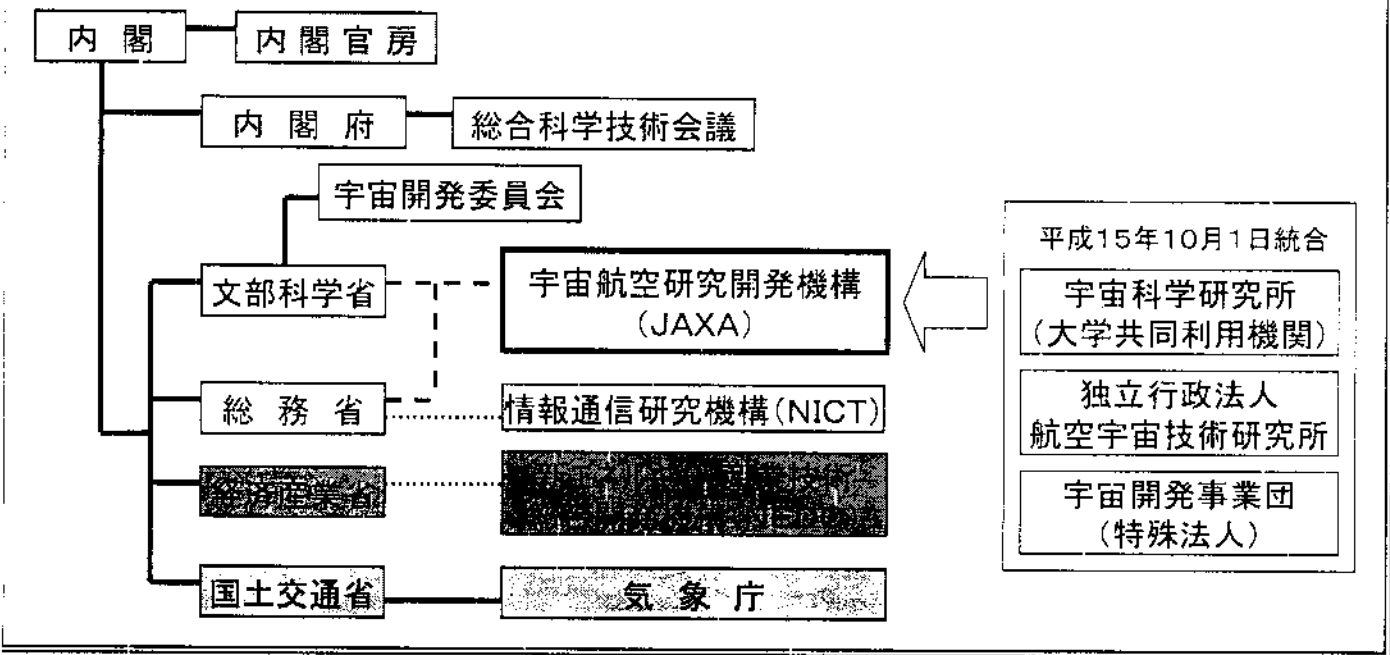 内閣
内閣官房
内閣府
総合科学技術会議
宇宙開発委員会
文部科学省
宇宙航空研究開発機構
(JAXA)
総務省
情報通信研究機構(NICT)
経済産業省
国土交通省
気象庁
平成15年10月1日統合
宇宙科学研究所
(大学共同利用機関)
独立行政法人
航空宇宙技術研究所
宇宙開発事業団
(特殊法人)